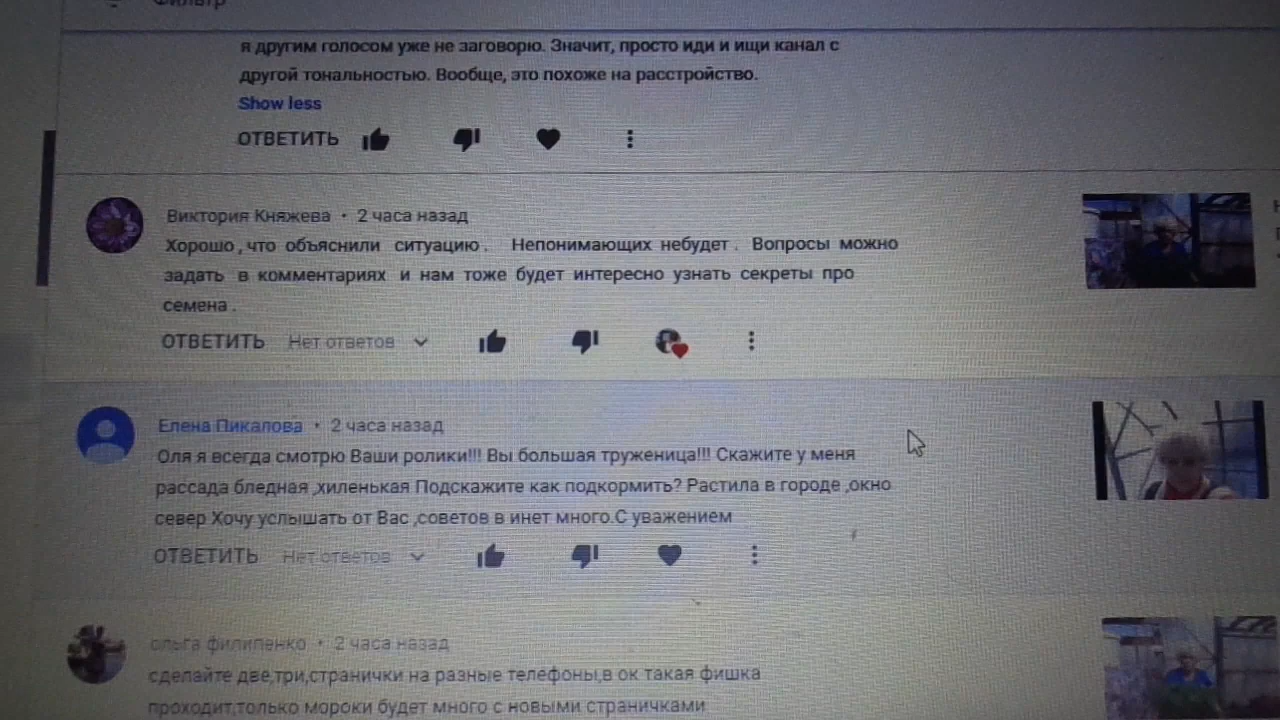 Фильтр
я другим голосом уже не заговорю. Значит, просто иди и ищи канал с
другой тональностью. Вообще, это похоже на расстройство.
Show less
ОТВЕТИТЬ
Виктория Княжева • 2 часа назад
Хорошо , что объяснили ситуацию . Непонимающих небудет . Вопросы можно
задать в комментариях и нам тоже будет интересно узнать секреты про
семена .
ОТВЕТИТЬ Нет ответов
Елена Пикалова • 2 часа назад
Оля я всегда смотрю Ваши ролики!!! Вы большая труженица!!! Скажите у меня
рассада бледная ,хиленькая Подскажите как подкормить? Растила в городе ,окно
север Хочу услышать от Вас ,советов в инет много.С уважением
ОТВЕТИТЬ Нет ответов
ольга филипенко • 2 часа назад
сделайте две,три,странички на разные телефоны,в ок такая фишка
проходит,только мороки будет много с новыми страничками